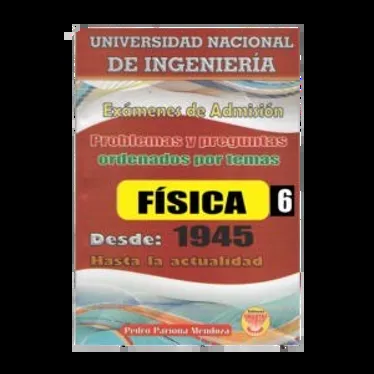 UNIVERSIDAD NACIONAL
DE INGENIERÍA
Exámenes de Admisión
Problemas y preguntas
ordenados por temas
FÍSICA 6
Desde: 1945
Hasta la actualidad
Pedro Pariona Mendoza